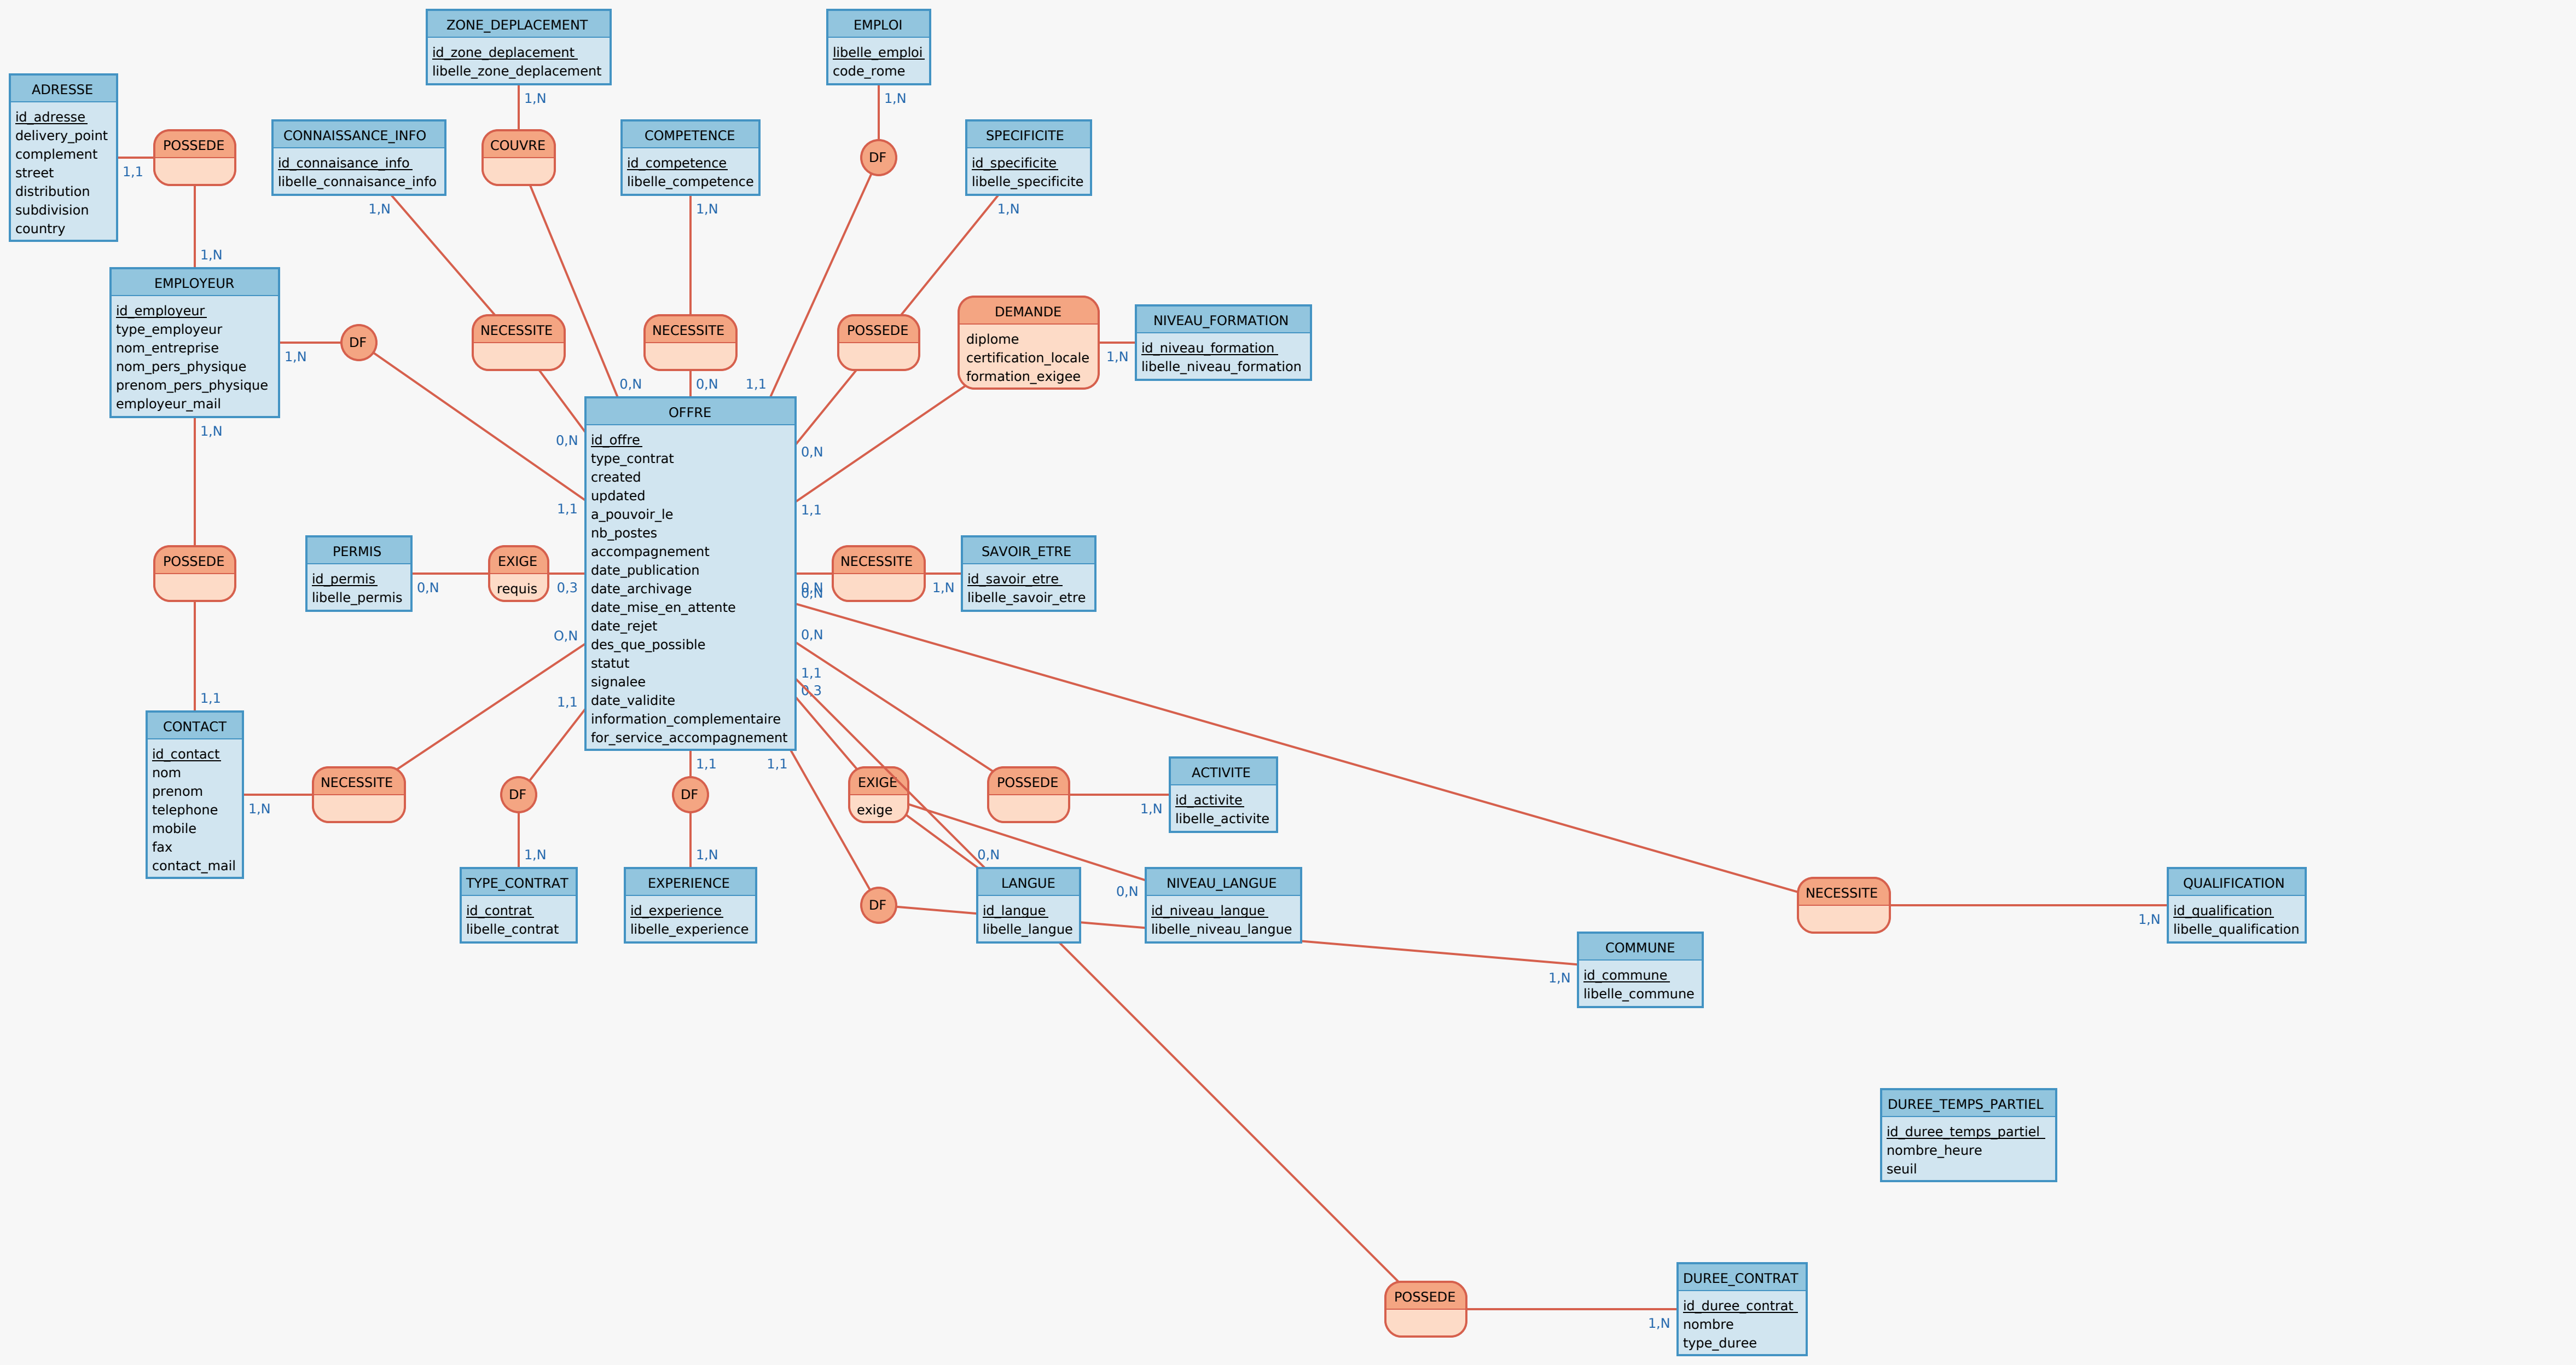 ZONE_DEPLACEMENT
id_zone_deplacement
libelle_zone_deplacement
1,N
EMPLOI
libelle_emploi
code_rome
1,N
ADRESSE
id_adresse
delivery_point
complement
street
distribution
subdivision
country
1,1
POSSEDE
1,N
CONNAISSANCE_INFO
id_connaisance_info
libelle_connaisance_info
1,N
COUVRE
COMPETENCE
id_competence
libelle_competence
1,N
DF
SPECIFICITE
id_specificite
libelle_specificite
1,N
EMPLOYEUR
id_employeur
type_employeur
nom_entreprise
nom_pers_physique
prenom_pers_physique
employeur_mail
1,N
1,N
DF
NECESSITE
NECESSITE
POSSEDE
DEMANDE
diplome
certification_locale
formation_exigee
1,N
NIVEAU_FORMATION
id_niveau_formation
libelle_niveau_formation
0,N
0,N
1,1
0,N
0,N
1,1
1,1
OFFRE
id_offre
type_contrat
created
updated
a_pouvoir_le
nb_postes
accompagnement
date_publication
date_archivage
date_mise_en_attente
date_rejet
des_que_possible
statut
signalee
date_validite
information_complementaire
for_service_accompagnement
POSSEDE
1,1
PERMIS
id_permis
libelle_permis
0,N
EXIGE
requis
0,3
0,N
0,N
NECESSITE
1,N
SAVOIR_ETRE
id_savoir_etre
libelle_savoir_etre
O,N
0,N
1,1
1,1
0,3
CONTACT
id_contact
nom
prenom
telephone
mobile
fax
contact_mail
1,N
NECESSITE
1,1
1,1
DF
DF
EXIGE
exige
POSSEDE
1,N
ACTIVITE
id_activite
libelle_activite
1,N
1,N
0,N
0,N
TYPE_CONTRAT
id_contrat
libelle_contrat
EXPERIENCE
id_experience
libelle_experience
DF
LANGUE
id_langue
libelle_langue
NIVEAU_LANGUE
id_niveau_langue
libelle_niveau_langue
NECESSITE
1,N
QUALIFICATION
id_qualification
libelle_qualification
1,N
COMMUNE
id_commune
libelle_commune
DUREE_TEMPS_PARTIEL
id_duree_temps_partiel
nombre_heure
seuil
POSSEDE
1,N
DUREE_CONTRAT
id_duree_contrat
nombre
type_duree